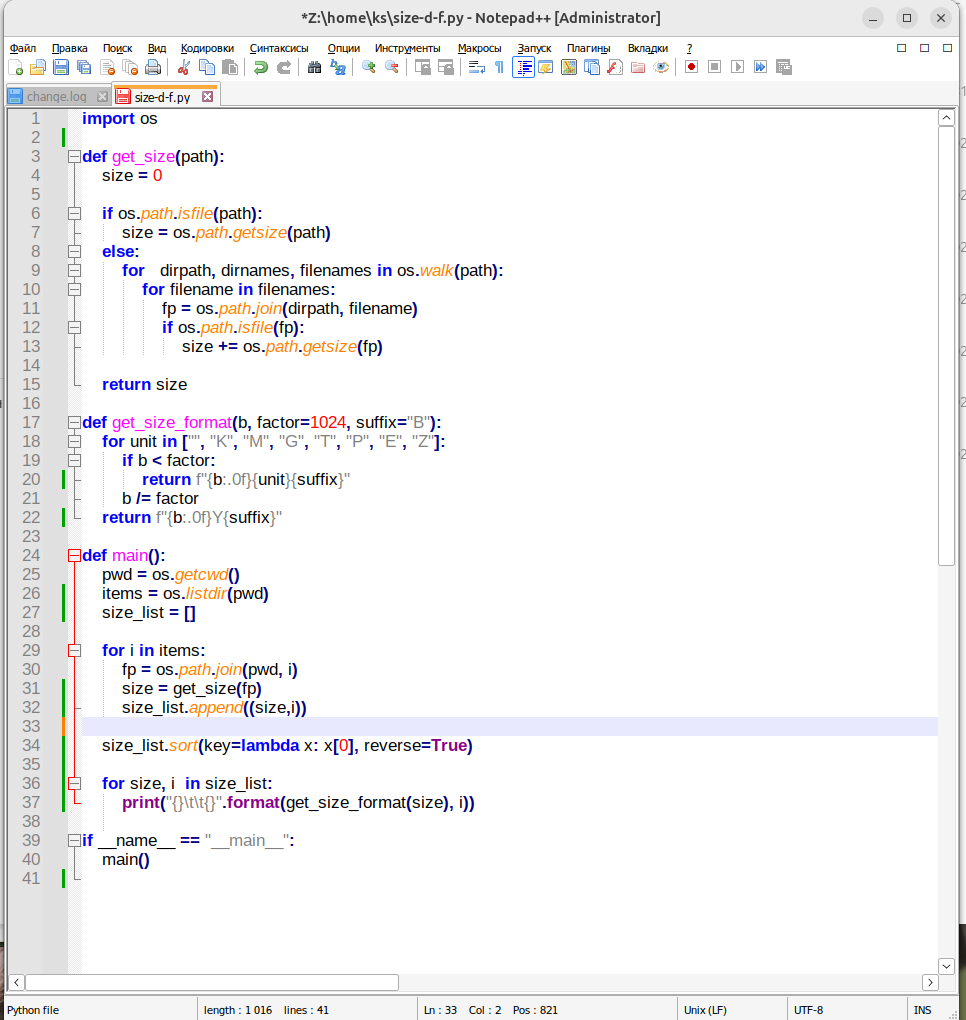 *Z:\home\ks\size-d-f.py - Notepad++ [Administrator]
Файл Правка Поиск Вид Кодировки Синтаксисы Опции Инструменты Макросы Запуск Плагины Вкладки ?
change.log size-d-f.py
1 import os
2
3 def get_size(path):
4     size = 0
5
6     if os.path.isfile(path):
7         size = os.path.getsize(path)
8     else:
9         for   dirpath, dirnames, filenames in os.walk(path):
10             for filename in filenames:
11                 fp = os.path.join(dirpath, filename)
12                 if os.path.isfile(fp):
13                     size += os.path.getsize(fp)
14
15     return size
16
17 def get_size_format(b, factor=1024, suffix="B"):
18     for unit in ["", "K", "M", "G", "T", "P", "E", "Z"]:
19         if b < factor:
20             return f"{b:.0f}{unit}{suffix}"
21         b /= factor
22     return f"{b:.0f}Y{suffix}"
23
24 def main():
25     pwd = os.getcwd()
26     items = os.listdir(pwd)
27     size_list = []
28
29     for i in items:
30         fp = os.path.join(pwd, i)
31         size = get_size(fp)
32         size_list.append((size,i))
33
34     size_list.sort(key=lambda x: x[0], reverse=True)
35
36     for size, i  in size_list:
37         print("{}\t\t{}".format(get_size_format(size), i))
38
39 if __name__ == "__main__":
40     main()
41
Python file length : 1 016 lines : 41 Ln : 33 Col : 2 Pos : 821 Unix (LF) UTF-8 INS